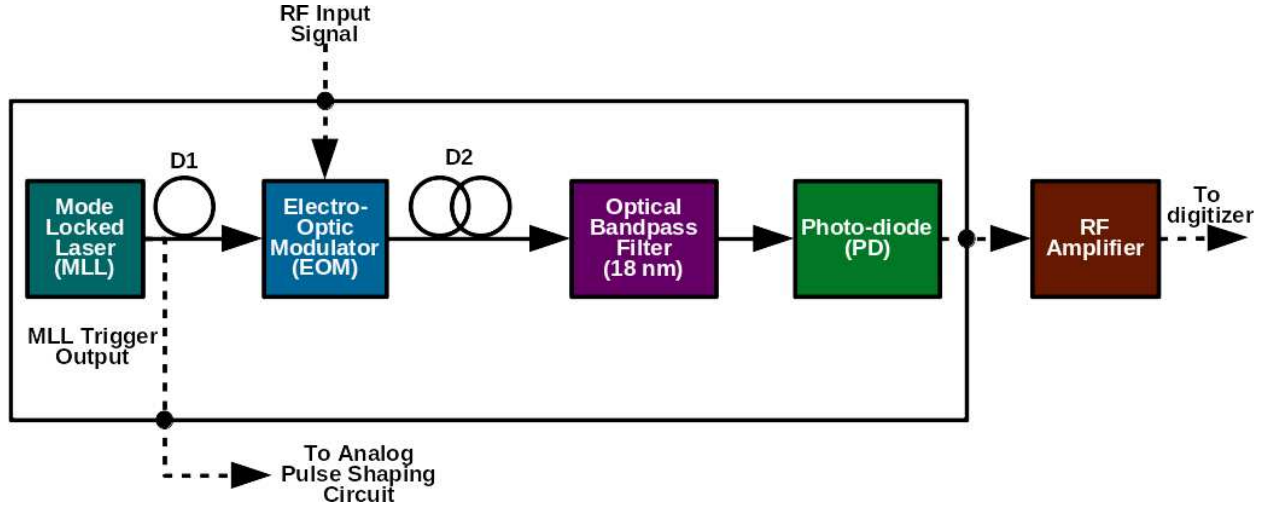 RF Input
Signal
D1
D2
Mode
Locked
Laser
(MLL)
Electro-
Optic
Modulator
(EOM)
Optical
Bandpass
Filter
(18 nm)
Photo-diode
(PD)
RF
Amplifier
To
digitizer
MLL Trigger
Output
To Analog
Pulse Shaping
Circuit